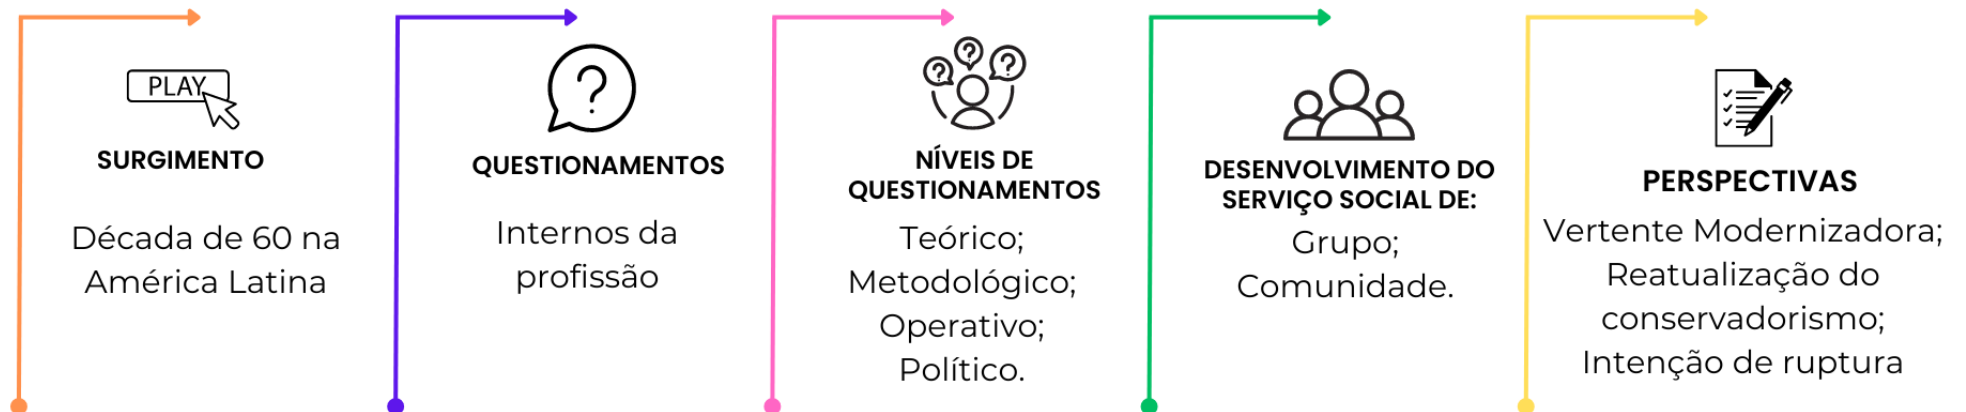 PLAY
SURGIMENTO
Década de 60 na
América Latina
?
QUESTIONAMENTOS
Internos da
profissão
? ? ?
NÍVEIS DE
QUESTIONAMENTOS
Teórico;
Metodológico;
Operativo;
Político.
DESENVOLVIMENTO DO
SERVIÇO SOCIAL DE:
Grupo;
Comunidade.
PERSPECTIVAS
Vertente Modernizadora;
Reatualização do
conservadorismo;
Intenção de ruptura